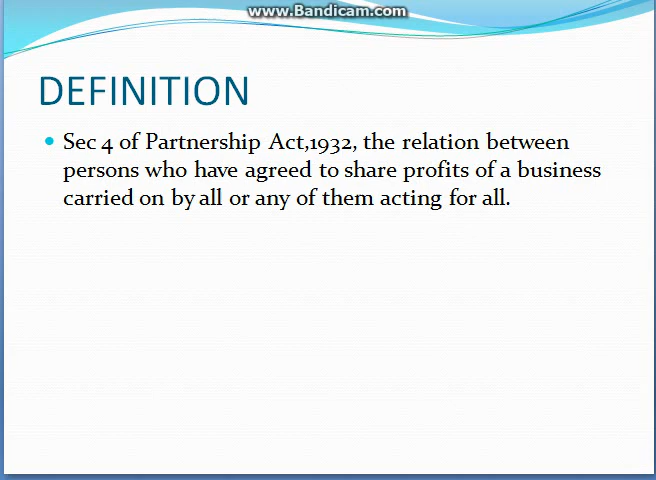 www.Bandicam.com
DEFINITION
Sec 4 of Partnership Act,1932, the relation between
persons who have agreed to share profits of a business
carried on by all or any of them acting for all.